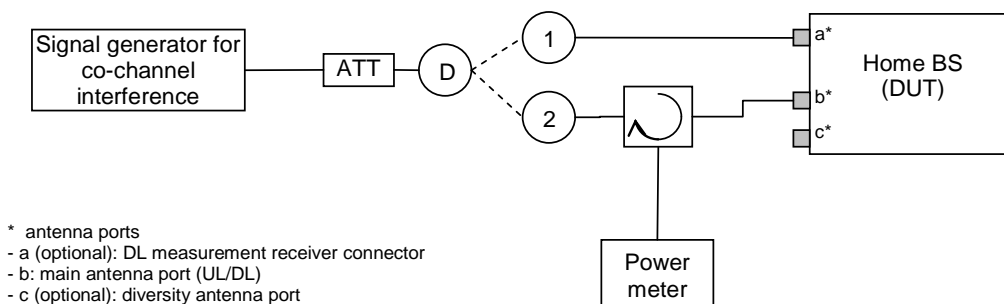 Signal generator for
co-channel
interference
ATT
D
1
2
a*
b*
c*
Home BS
(DUT)
Power
meter
* antenna ports
- a (optional): DL measurement receiver connector
- b: main antenna port (UL/DL)
- c (optional): diversity antenna port